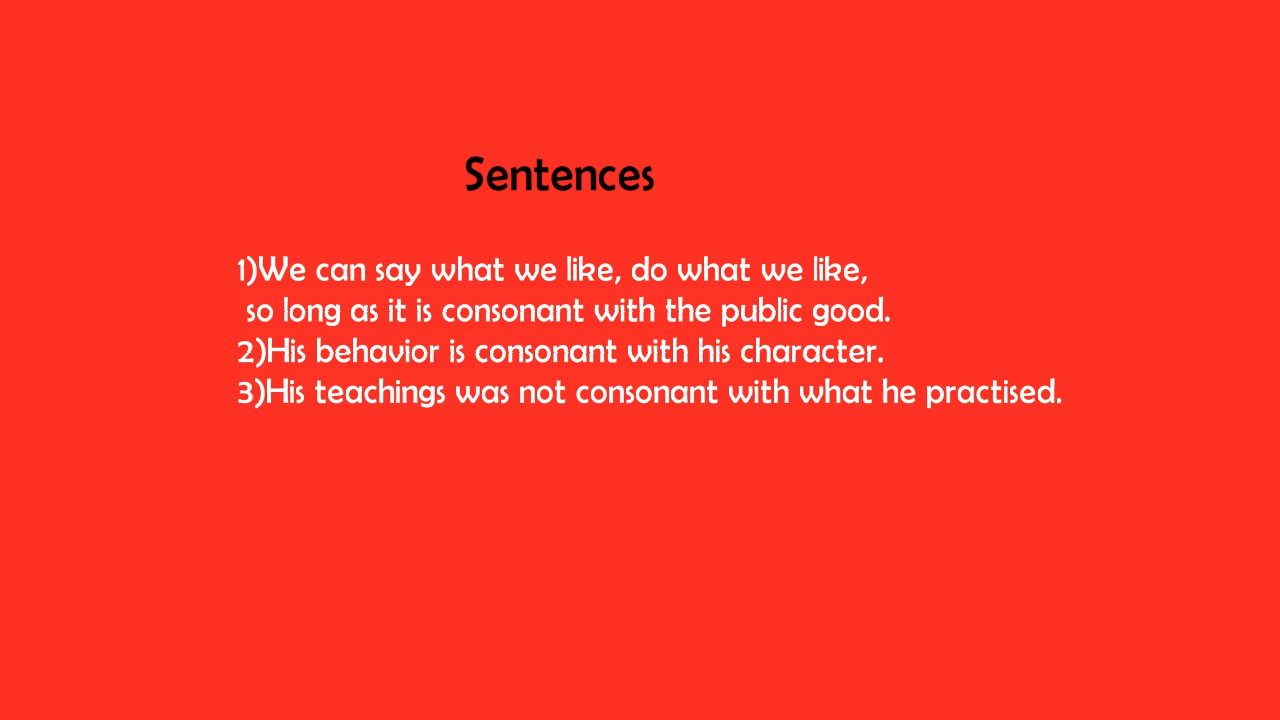 Sentences
1)We can say what we like, do what we like,
so long as it is consonant with the public good.
2)His behavior is consonant with his character.
3)His teachings was not consonant with what he practised.